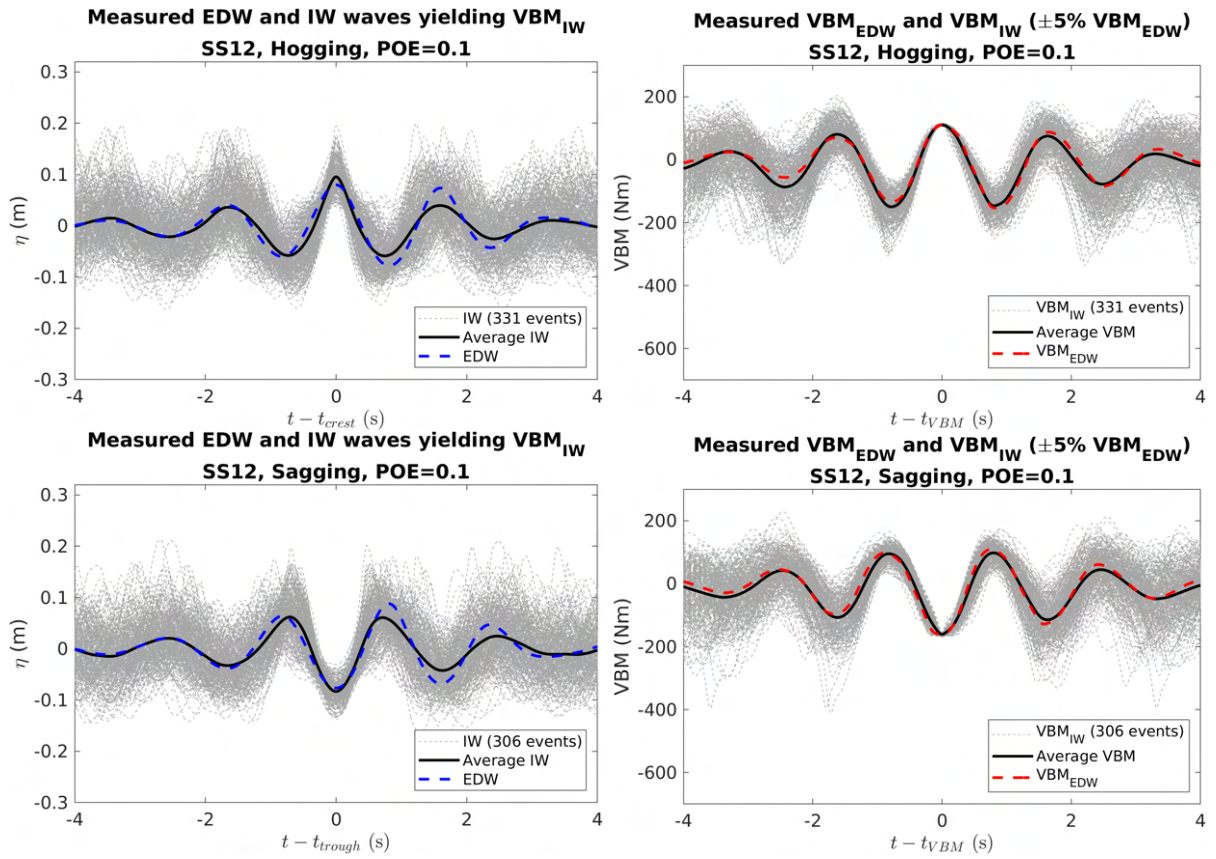 Measured EDW and IW waves yielding VBM_IW
SS12, Hogging, POE=0.1
0.3
0.2
0.1
0
-0.1
-0.2
-0.3
η (m)
IW (331 events)
Average IW
EDW
-4 -2 0 2 4
t − t_crest (s)
Measured VBM_EDW and VBM_IW (±5% VBM_EDW)
SS12, Hogging, POE=0.1
200
0
-200
-400
-600
VBM (Nm)
VBM_IW (331 events)
Average VBM
VBM_EDW
-4 -2 0 2 4
t − t_VBM (s)
Measured EDW and IW waves yielding VBM_IW
SS12, Sagging, POE=0.1
0.3
0.2
0.1
0
-0.1
-0.2
-0.3
η (m)
IW (306 events)
Average IW
EDW
-4 -2 0 2 4
t − t_trough (s)
Measured VBM_EDW and VBM_IW (±5% VBM_EDW)
SS12, Sagging, POE=0.1
200
0
-200
-400
-600
VBM (Nm)
VBM_IW (306 events)
Average VBM
VBM_EDW
-4 -2 0 2 4
t − t_VBM (s)